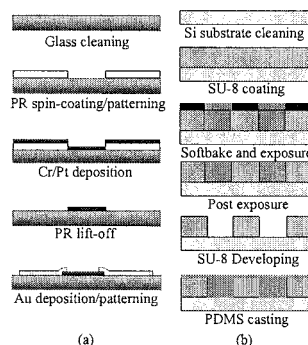 Glass cleaning
PR spin-coating/patterning
Cr/Pt deposition
PR lift-off
Au deposition/patterning
(a)
Si substrate cleaning
SU-8 coating
Softbake and exposure
Post exposure
SU-8 Developing
PDMS casting
(b)